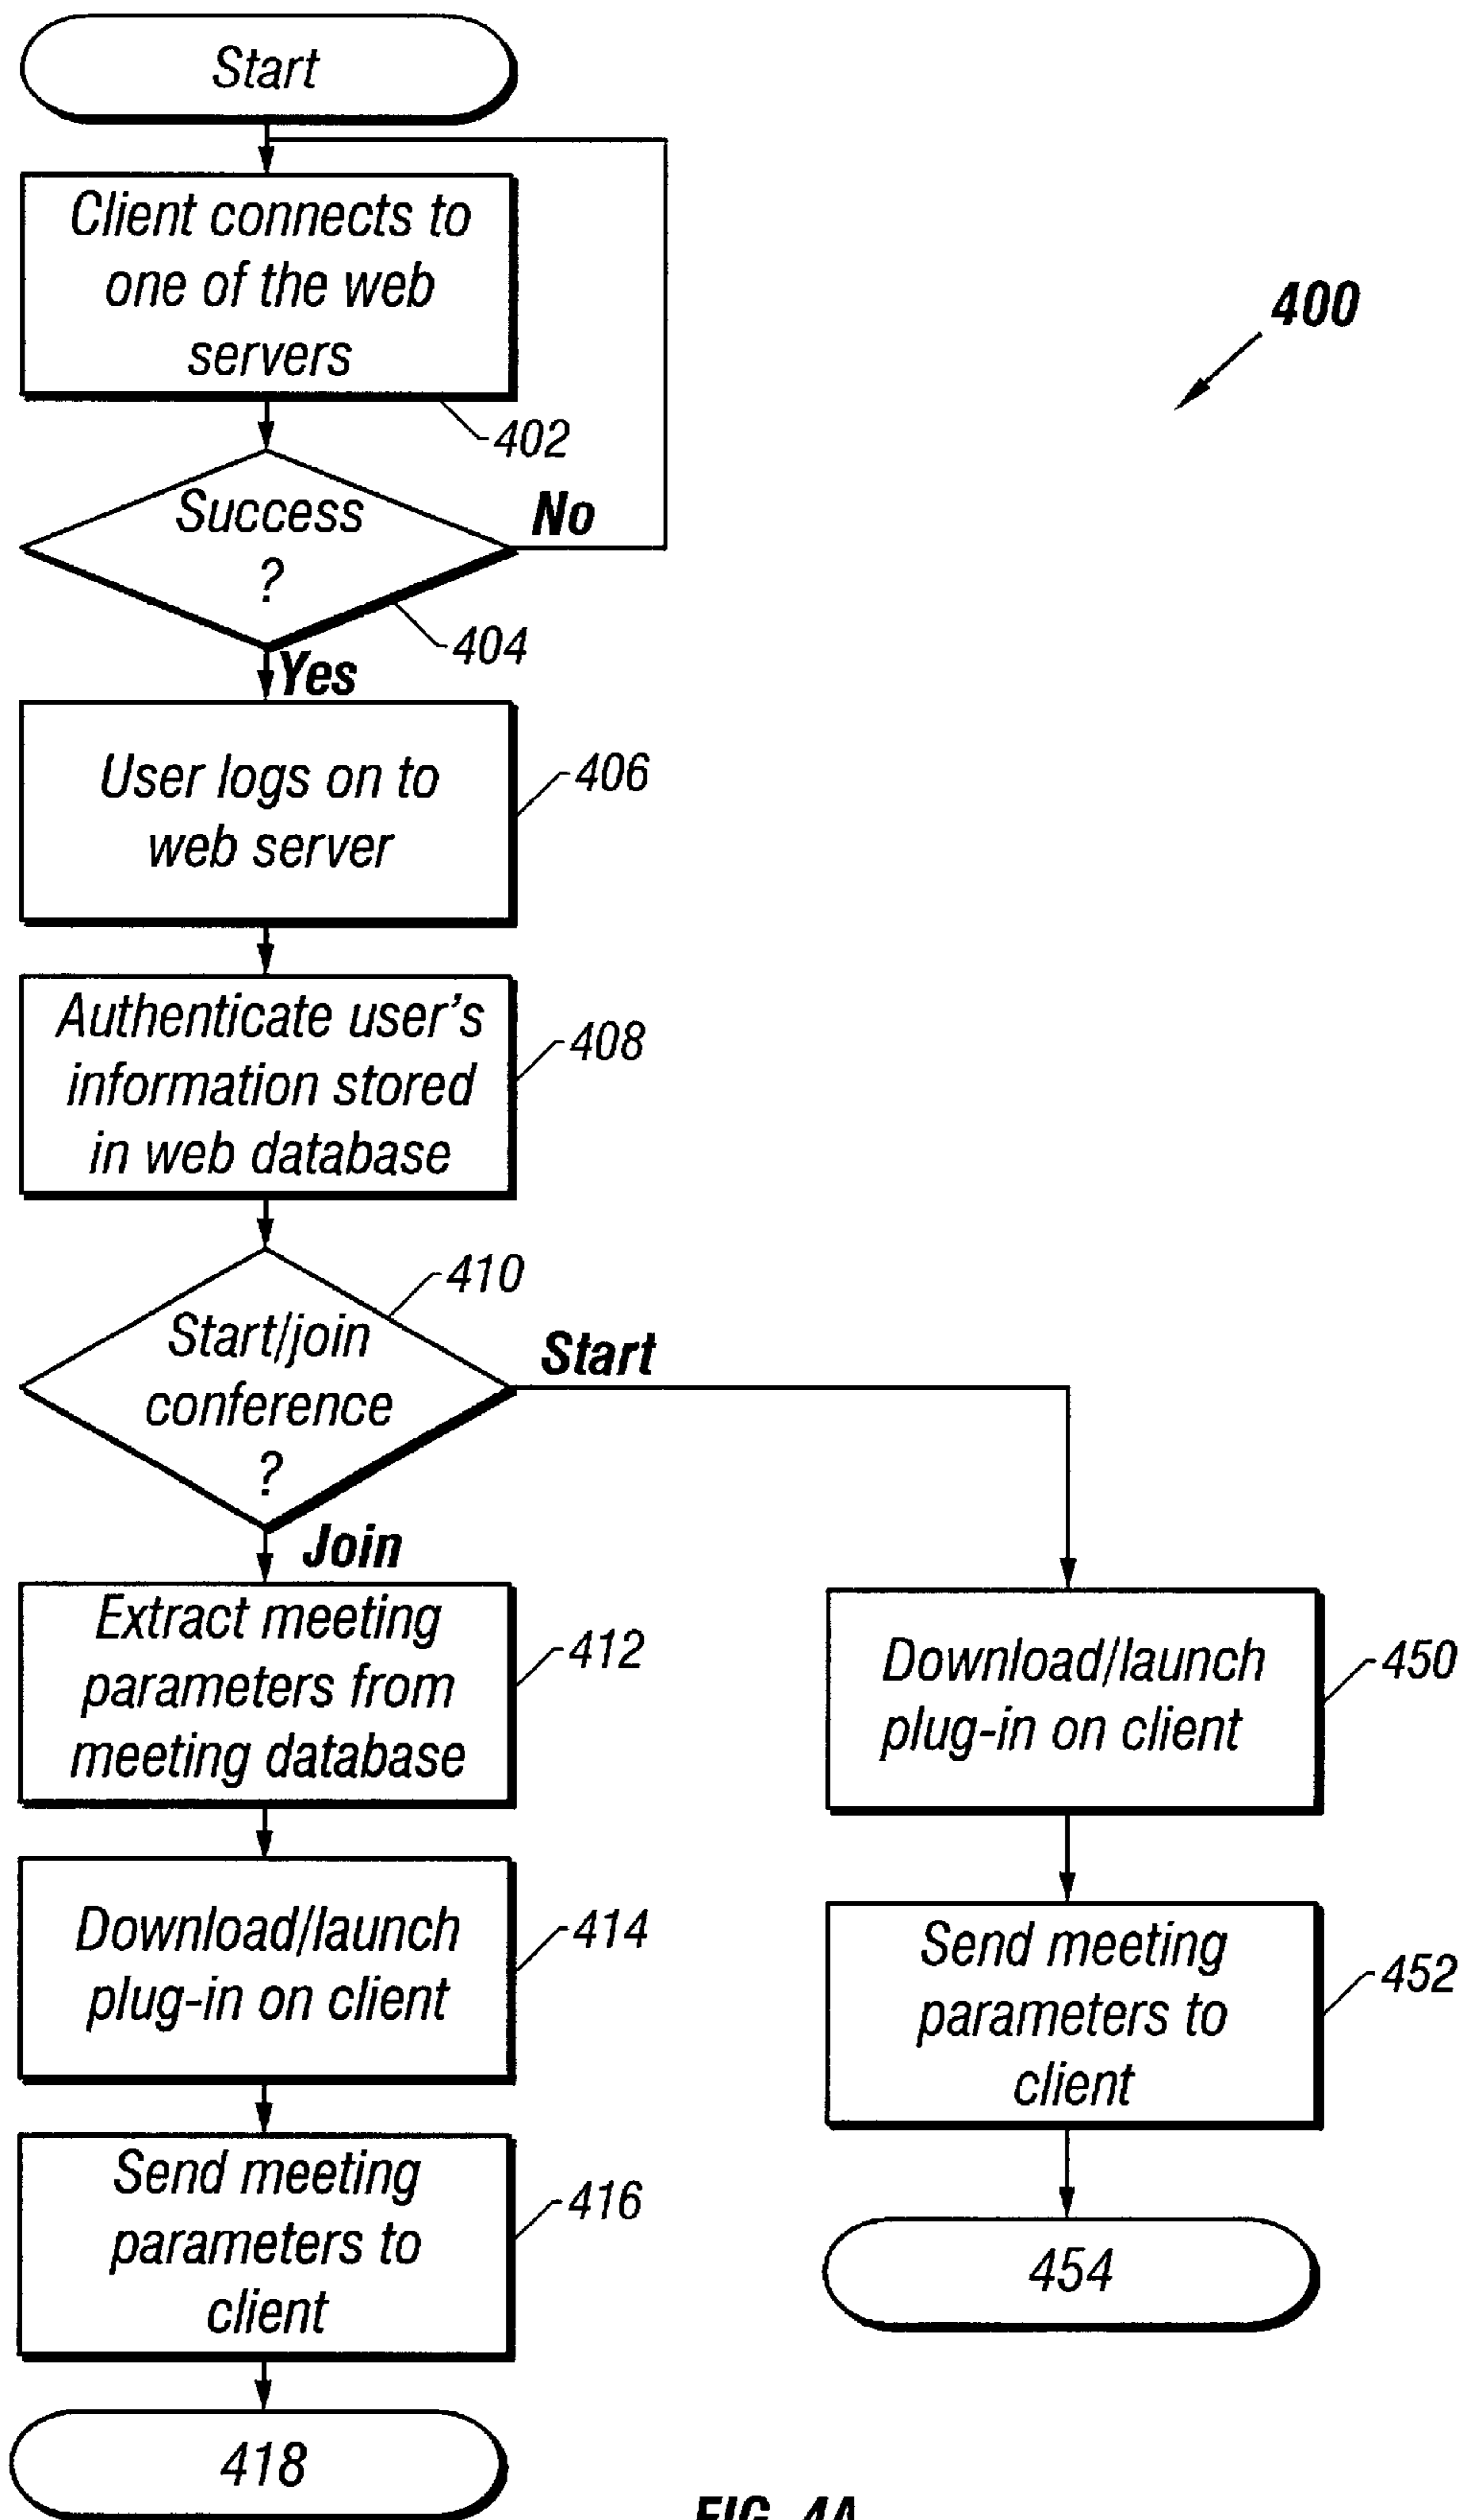 Start
Client connects to
one of the web
servers
400
402
Success
?
No
404
Yes
User logs on to
web server
406
Authenticate user's
information stored
in web database
408
410
Start/join
conference
?
Start
Join
Extract meeting
parameters from
meeting database
412
Download/launch
plug-in on client
450
Download/launch
plug-in on client
414
Send meeting
parameters to
client
452
Send meeting
parameters to
client
416
454
418
FIG. 4A